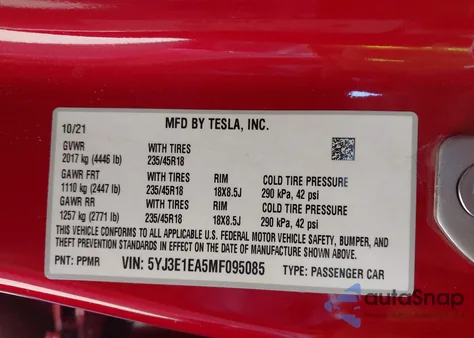 MFD BY TESLA, INC.
10/21
GVWR WITH TIRES
2017 kg (4446 lb) 235/45R18
GAWR FRT WITH TIRES RIM COLD TIRE PRESSURE
1110 kg (2447 lb) 235/45R18 18X8.5J 290 kPa, 42 psi
GAWR RR WITH TIRES RIM COLD TIRE PRESSURE
1257 kg (2771 lb) 235/45R18 18X8.5J 290 kPa, 42 psi
THIS VEHICLE CONFORMS TO ALL APPLICABLE U.S. FEDERAL MOTOR VEHICLE SAFETY, BUMPER, AND
THEFT PREVENTION STANDARDS IN EFFECT ON THE DATE OF MANUFACTURE SHOWN ABOVE.
PNT: PPMR VIN: 5YJ3E1EA5MF095085 TYPE: PASSENGER CAR
autoSnap